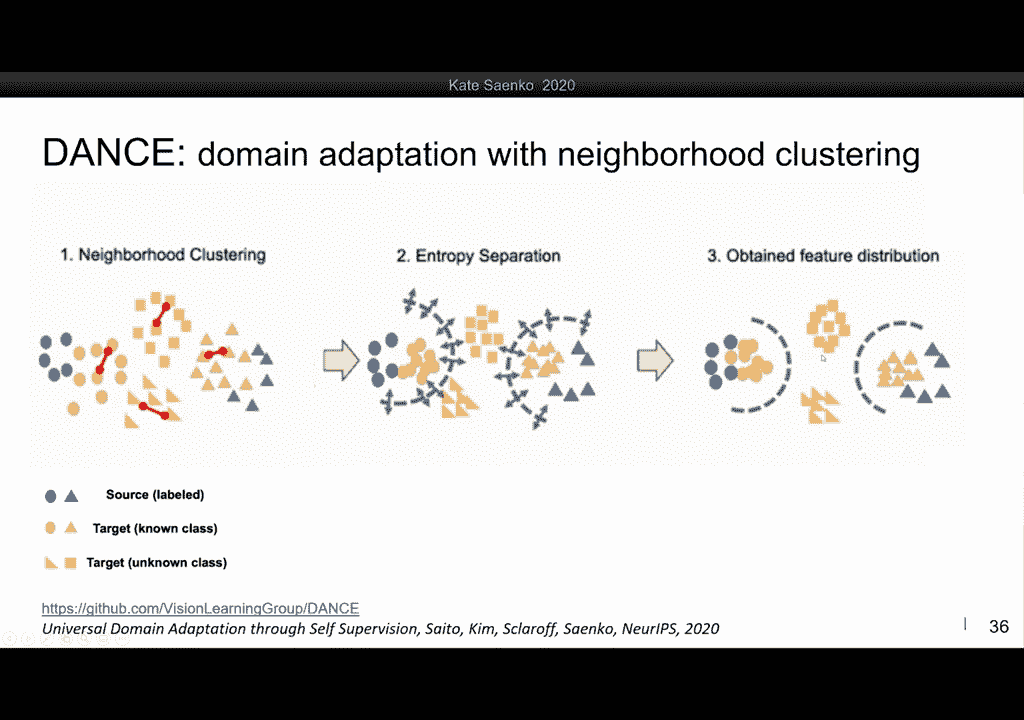 Kate Saenko 2020
DANCE: domain adaptation with neighborhood clustering
1. Neighborhood Clustering
2. Entropy Separation
3. Obtained feature distribution
Source (labeled)
Target (known class)
Target (unknown class)
https://github.com/VisionLearningGroup/DANCE
Universal Domain Adaptation through Self Supervision, Saito, Kim, Sclaroff, Saenko, NeurIPS, 2020
36